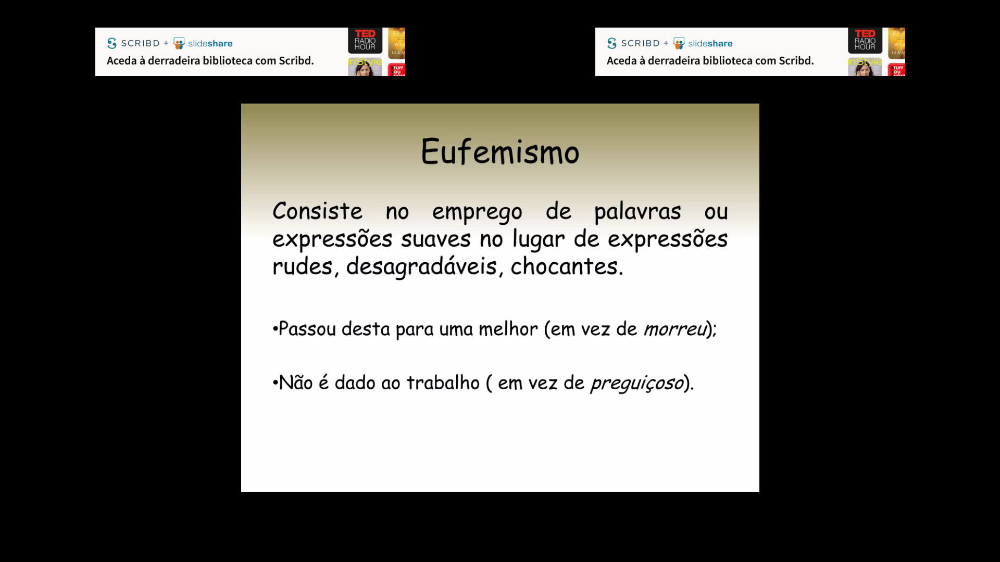 SCRIBD + slideshare
Aceda à derradeira biblioteca com Scribd.
TED
RADIO
HOUR
SCRIBD + slideshare
Aceda à derradeira biblioteca com Scribd.
TED
RADIO
HOUR
Eufemismo
Consiste no emprego de palavras ou
expressões suaves no lugar de expressões
rudes, desagradáveis, chocantes.
•Passou desta para uma melhor (em vez de morreu);
•Não é dado ao trabalho ( em vez de preguiçoso).